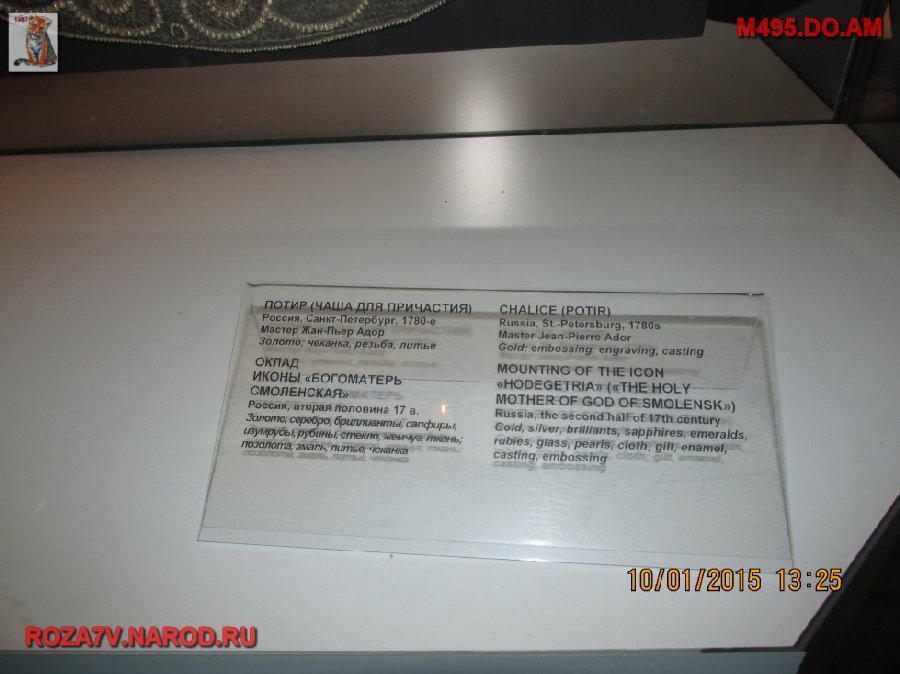 1987
M495.DO.AM
ПОТИР (ЧАША ДЛЯ ПРИЧАСТИЯ)
Россия, Санкт-Петербург, 1780-е
Мастер Жан-Пьер Адор
Золото; чеканка, резьба, литье
ОКЛАД
ИКОНЫ «БОГОМАТЕРЬ
СМОЛЕНСКАЯ»
Россия, вторая половина 17 в.
Золото, серебро, бриллианты, сапфиры,
изумрубы, рубины, стекло, жемчуг, ткань;
позолота, эмаль, литье, чеканка
CHALICE (POTIR)
Russia, St.-Petersburg, 1780s
Master Jean-Pierre Ador
Gold: embossing, engraving, casting
MOUNTING OF THE ICON
«HODEGETRIA» («THE HOLY
MOTHER OF GOD OF SMOLENSK»)
Russia, the second half of 17th century
Gold, silver, brilliants, sapphires, emeralds,
rubies, glass, pearls, cloth, gilt, enamel,
casting, embossing
10/01/2015 13:25
ROZA7V.NAROD.RU